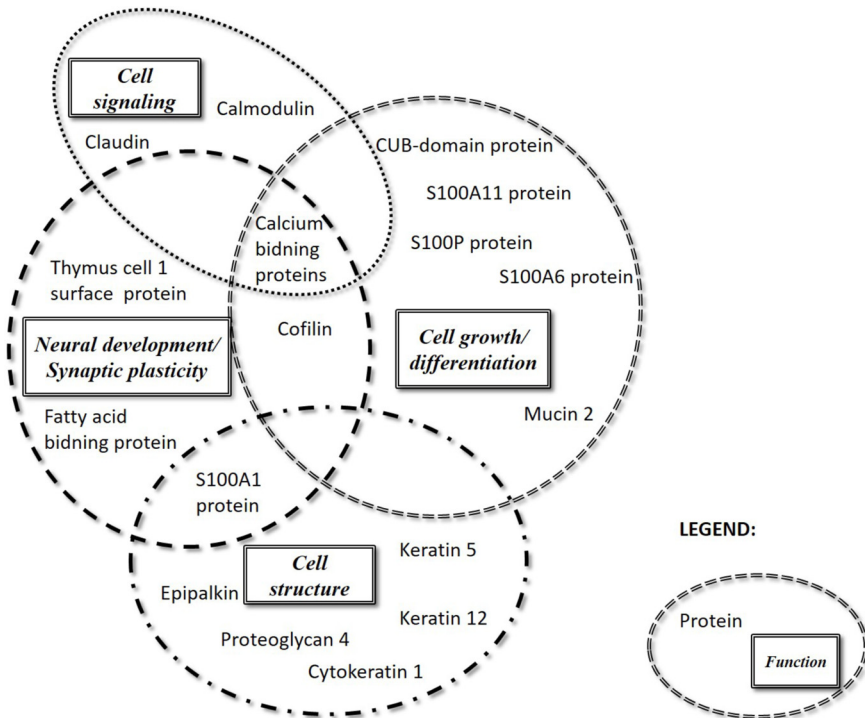 Cell
signaling
Calmodulin
Claudin
CUB-domain protein
S100A11 protein
S100P protein
S100A6 protein
Calcium
bidning
proteins
Thymus cell 1
surface protein
Cofilin
Neural development/
Synaptic plasticity
Cell growth/
differentiation
Fatty acid
bidning protein
Mucin 2
S100A1
protein
Cell
structure
Keratin 5
Epipalkin
Keratin 12
Proteoglycan 4
Cytokeratin 1
LEGEND:
Protein
Function